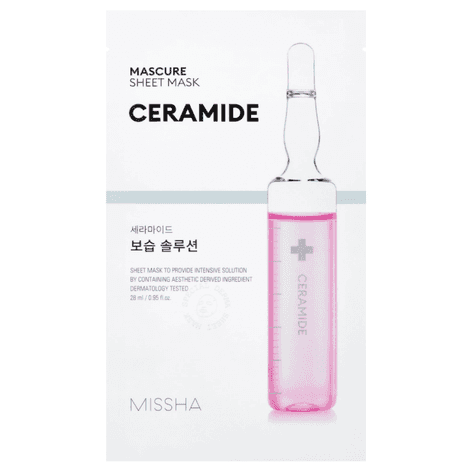 MASCURE
SHEET MASK
CERAMIDE
세라마이드
보습 솔루션
SHEET MASK TO PROVIDE INTENSIVE SOLUTION
BY CONTAINING AESTHETIC DERIVED INGREDIENT
DERMATOLOGY TESTED
28 ml / 0.95 fl oz.
MISSHA
CERAMIDE